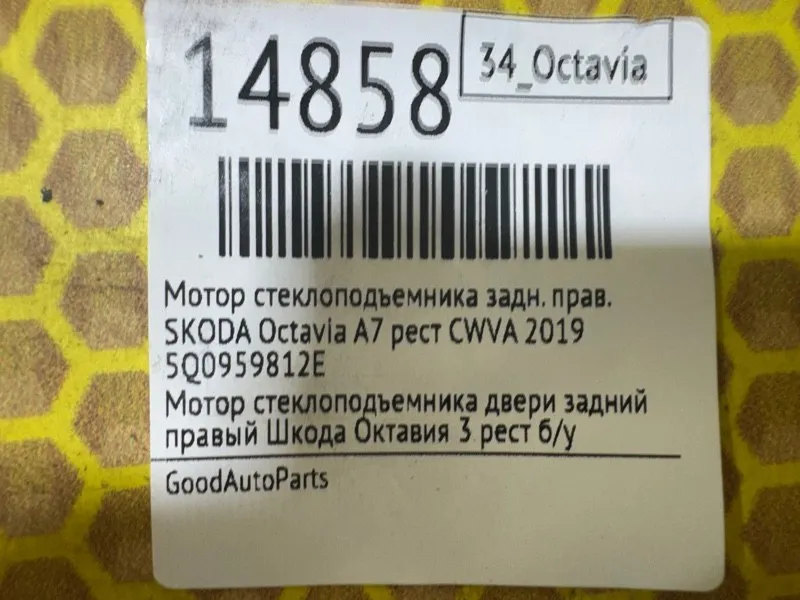 14858
34_Octavia
Мотор стеклоподъемника задн. прав.
SKODA Octavia A7 рест CWVA 2019
5Q0959812E
Мотор стеклоподъемника двери задний
правый Шкода Октавия 3 рест б/у
GoodAutoParts